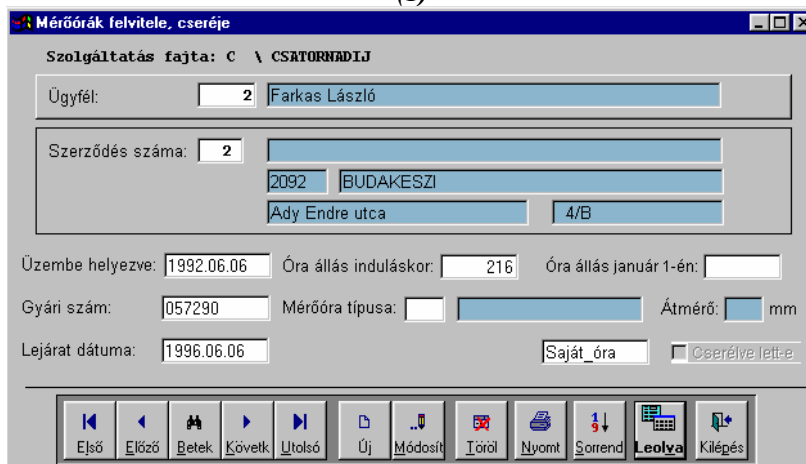 Mérőórák felvitele, cseréje
Szolgáltatás fajta: C \ CSATORNADIJ
Ügyfél: 2 Farkas László
Szerződés száma: 2
2092 BUDAKESZI
Ady Endre utca 4/B
Üzembe helyezve: 1992.06.06 Óra állás induláskor: 216 Óra állás január 1-én:
Gyári szám: 057290 Mérőóra típusa: Átmérő: mm
Lejárat dátuma: 1996.06.06 Saját_óra Cserélve lett-e
Első Előző Betek Követk Utolsó Új Módosít Töröl Nyomt Sorrend Leolva Kilépés